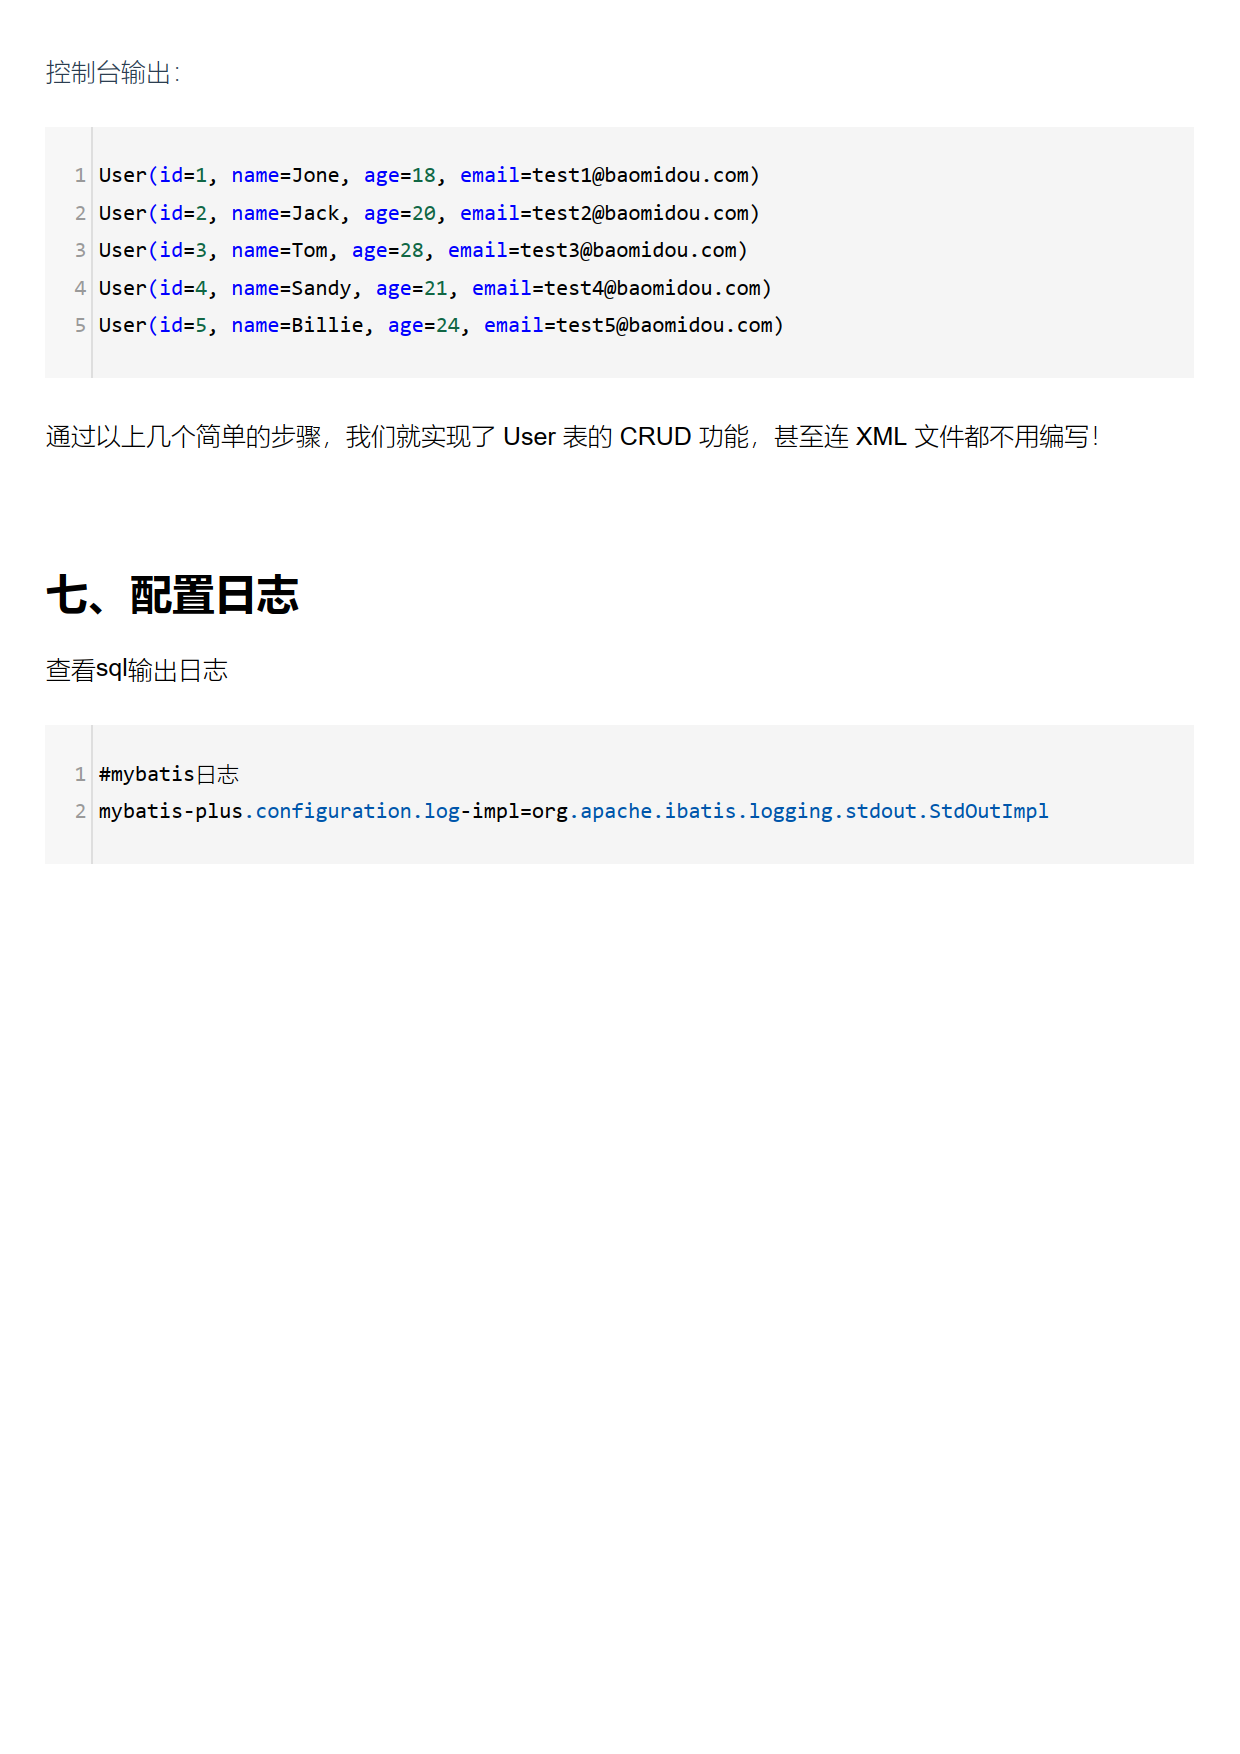 控制台输出：
1 User(id=1, name=Jone, age=18, email=test1@baomidou.com)
2 User(id=2, name=Jack, age=20, email=test2@baomidou.com)
3 User(id=3, name=Tom, age=28, email=test3@baomidou.com)
4 User(id=4, name=Sandy, age=21, email=test4@baomidou.com)
5 User(id=5, name=Billie, age=24, email=test5@baomidou.com)
通过以上几个简单的步骤，我们就实现了 User 表的 CRUD 功能，甚至连 XML 文件都不用编写！
七、配置日志
查看sql输出日志
1 #mybatis日志
2 mybatis-plus.configuration.log-impl=org.apache.ibatis.logging.stdout.StdOutImpl